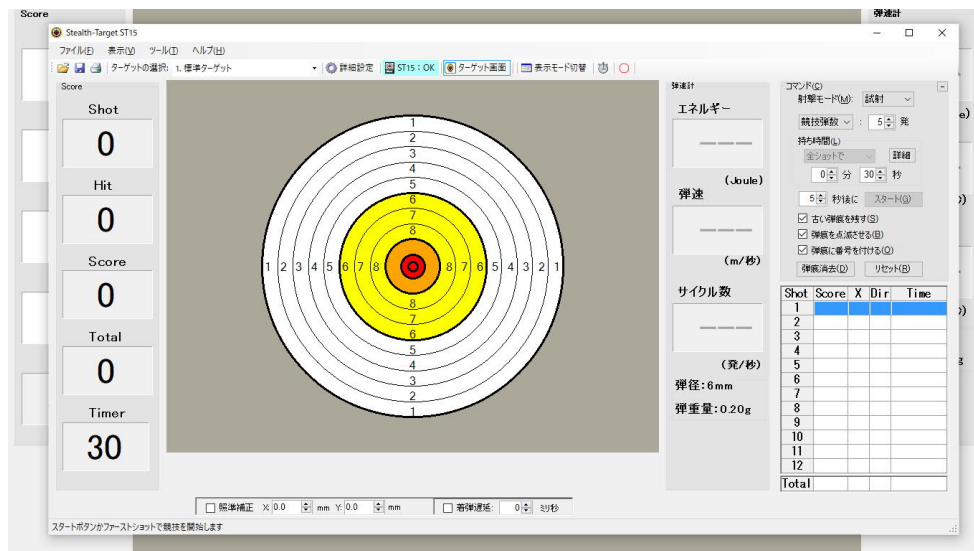 Score
弾速計
Stealth-Target ST15
ファイル(F) 表示(V) ツール(T) ヘルプ(H)
ターゲットの選択: 1. 標準ターゲット 詳細設定 ST15:OK ターゲット画面 表示モード切替
Score
Shot
0
Hit
0
Score
0
Total
0
Timer
30
1
2
3
4
5
6
7
8
1 2 3 4 5 6 7 8 8 7 6 5 4 3 2 1
8
7
6
5
4
3
2
1
弾速計
エネルギー
---
(Joule)
弾速
---
(m/秒)
サイクル数
---
(発/秒)
弾径:6mm
弾重量:0.20g
コマンド(C)
射撃モード(M): 試射
競技弾数 : 5 発
持ち時間(L)
全ショットで 詳細
0 分 30 秒
5 秒後に スタート(G)
古い弾痕を残す(S)
弾痕を点滅させる(B)
弾痕に番号を付ける(O)
弾痕消去(D) リセット(R)
Shot Score X Dir Time
1
2
3
4
5
6
7
8
9
10
11
12
Total
照準補正 X: 0.0 mm Y: 0.0 mm 着弾遅延: 0 ミリ秒
スタートボタンかファーストショットで競技を開始します
e)
g